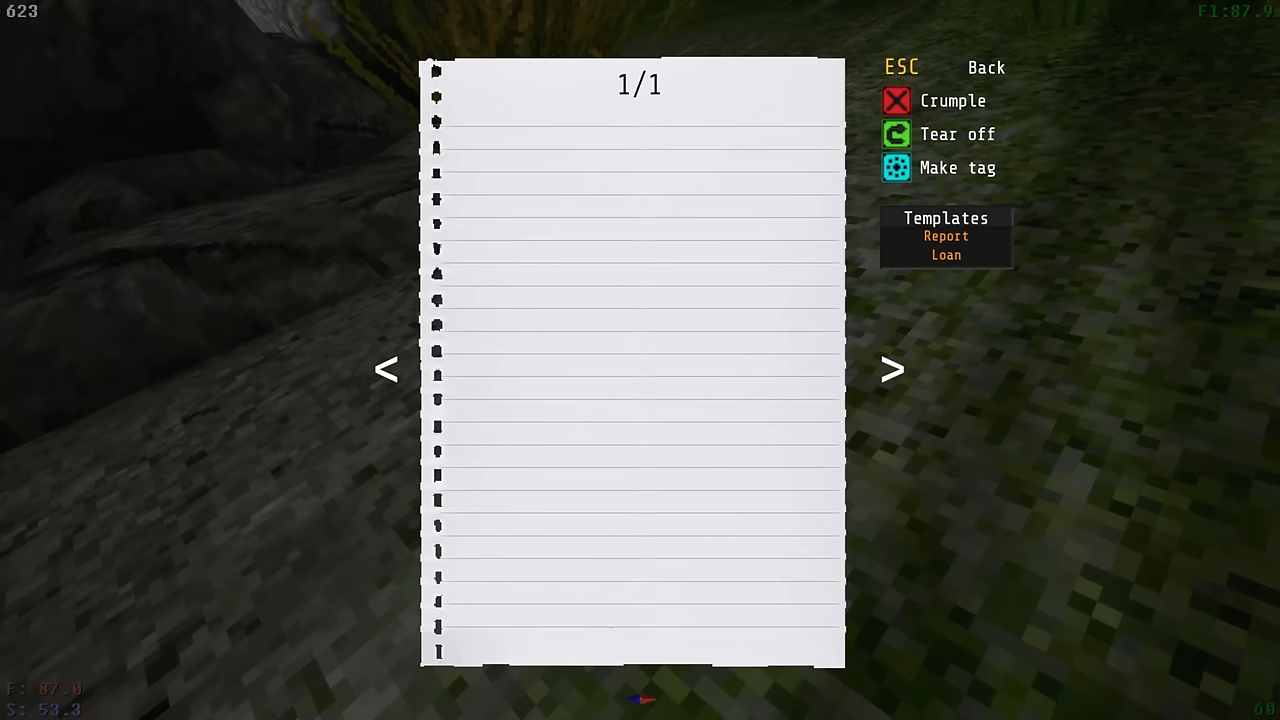 623
F1:87.9
1/1
ESC Back
Crumple
Tear off
Make tag
Templates
Report
Loan
< >
F: 87.0
S: 53.3
60